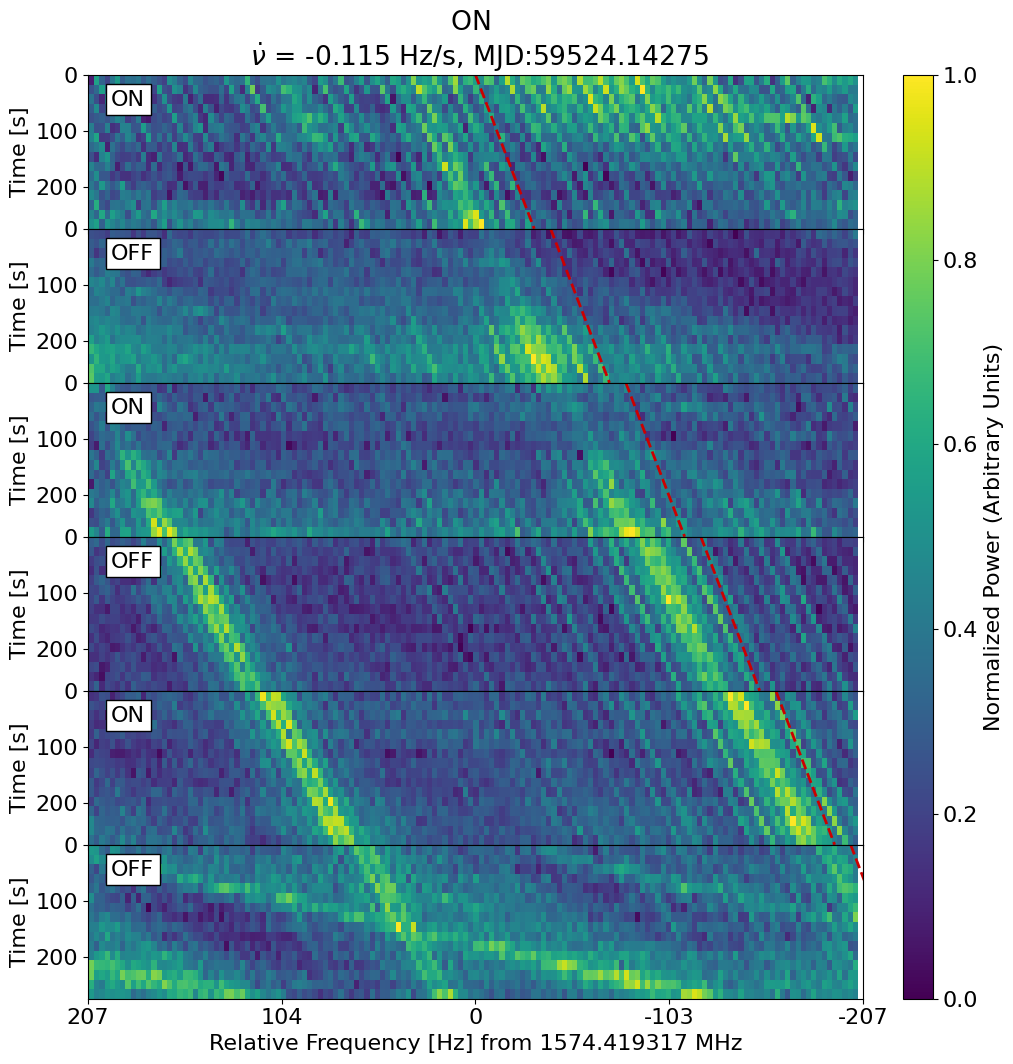 ON
ν̇ = -0.115 Hz/s, MJD:59524.14275
0
ON
100
200
Time [s]
0
OFF
100
200
Time [s]
0
ON
100
200
Time [s]
0
OFF
100
200
Time [s]
0
ON
100
200
Time [s]
0
OFF
100
200
Time [s]
207 104 0 -103 -207
Relative Frequency [Hz] from 1574.419317 MHz
1.0
0.8
0.6
0.4
0.2
0.0
Normalized Power (Arbitrary Units)